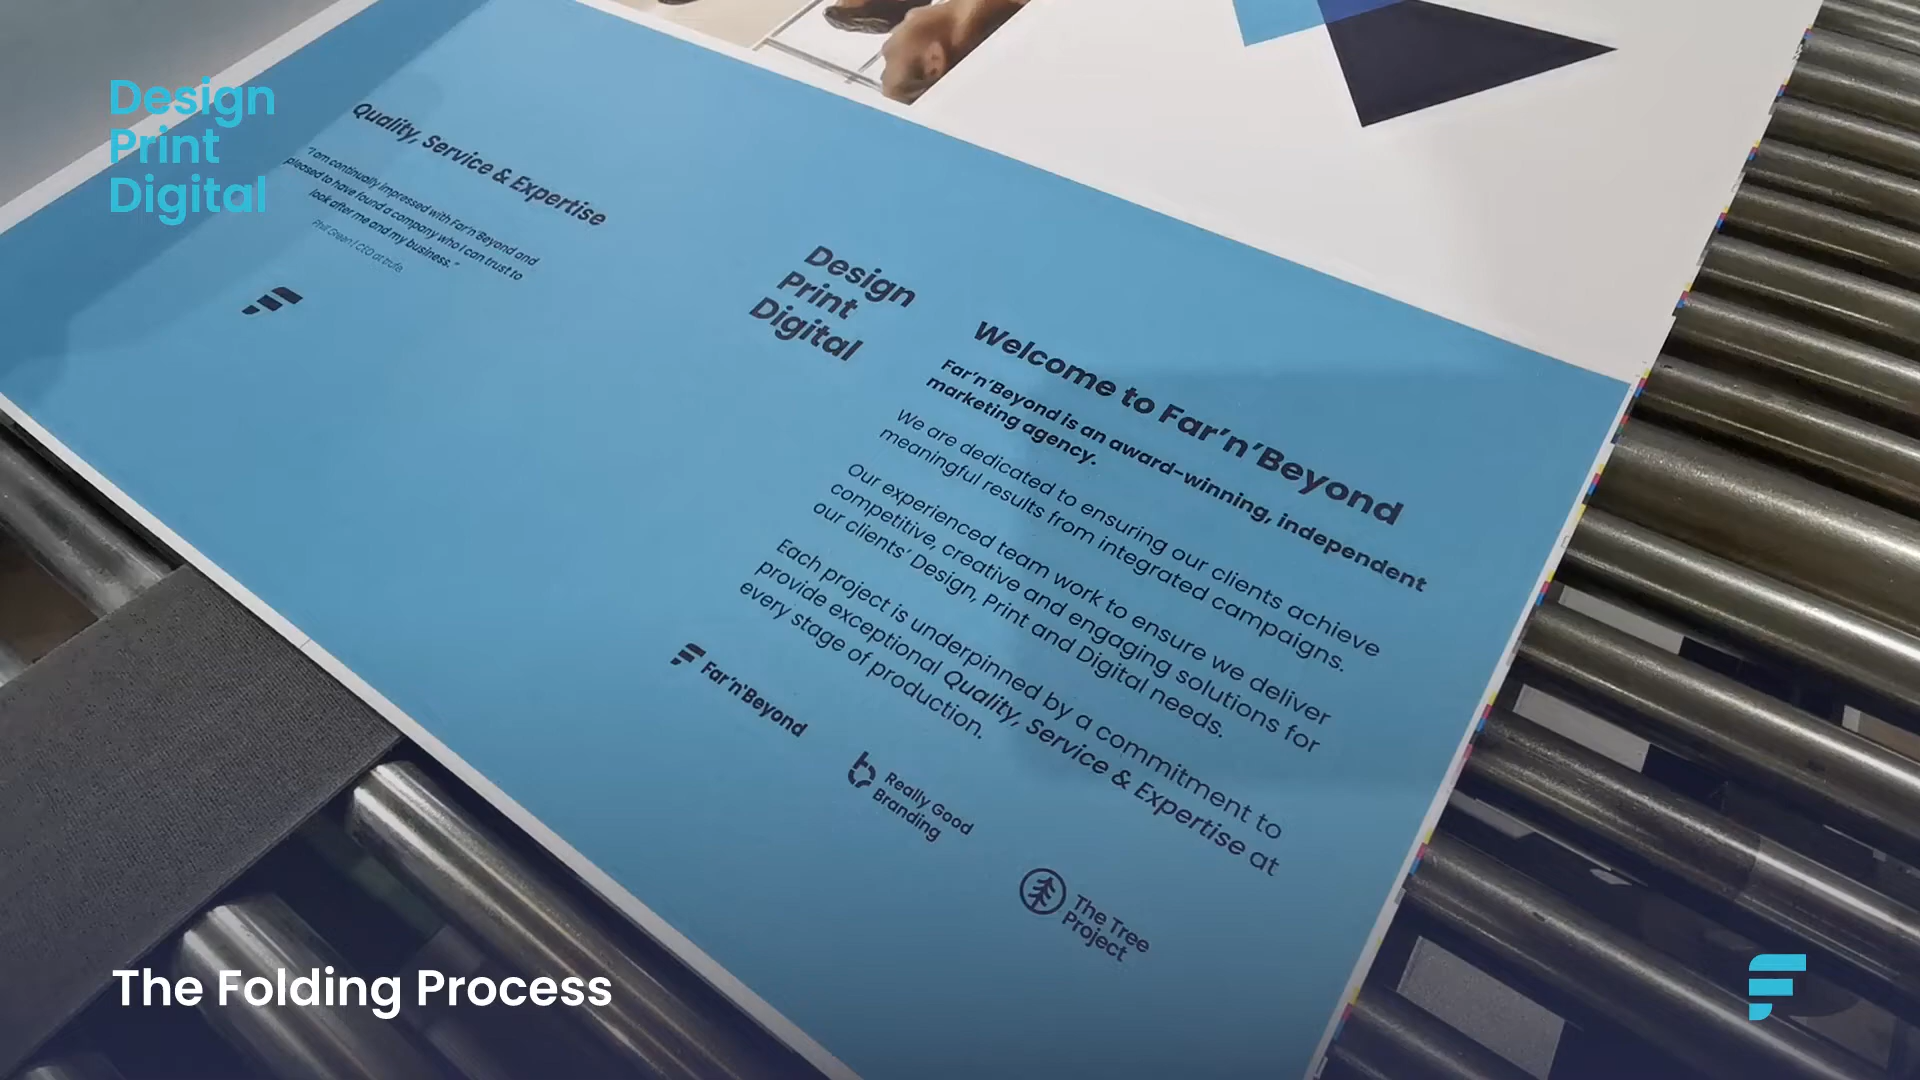 Design
Print
Digital
Quality, Service & Expertise
"I am continually impressed with Far'n'Beyond and
pleased to have found a company who I can trust to
look after me and my business."
Phil Green | CEO at trufe
Design
Print
Digital
Welcome to Far'n'Beyond
Far'n'Beyond is an award-winning, independent
marketing agency.
We are dedicated to ensuring our clients achieve
meaningful results from integrated campaigns.
Our experienced team work to ensure we deliver
competitive, creative and engaging solutions for
our clients' Design, Print and Digital needs.
Each project is underpinned by a commitment to
provide exceptional Quality, Service & Expertise at
every stage of production.
Far'n'Beyond
Really Good
Branding
The Tree
Project
The Folding Process